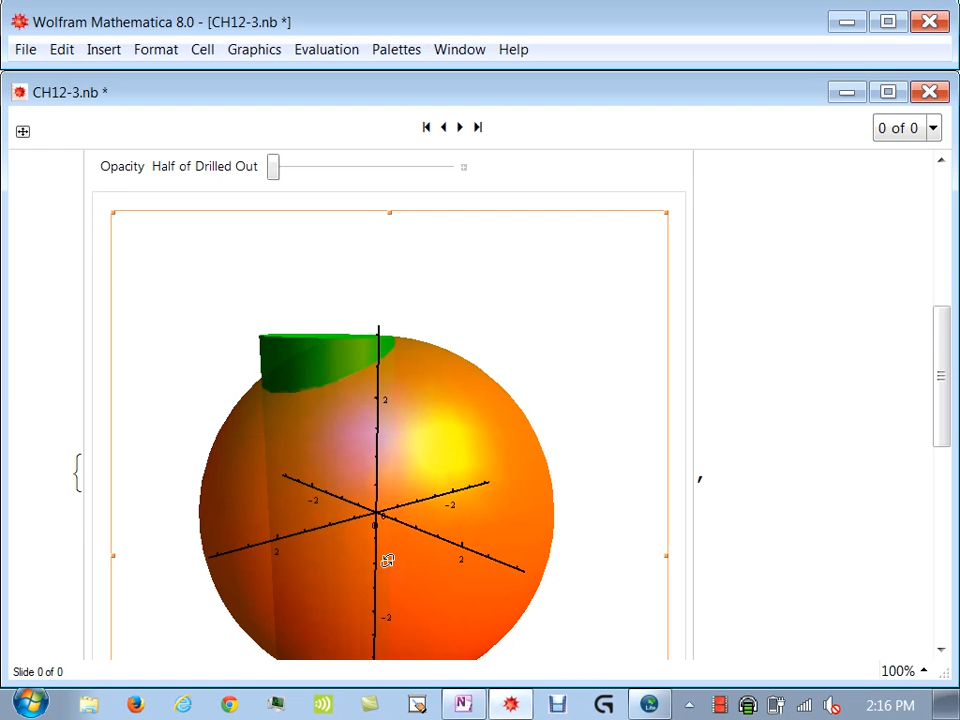 Wolfram Mathematica 8.0 - [CH12-3.nb *]
File Edit Insert Format Cell Graphics Evaluation Palettes Window Help
CH12-3.nb *
0 of 0
Opacity Half of Drilled Out
2
-2
-2
0
0
2
2
-2
{
,
Slide 0 of 0
100%
2:16 PM